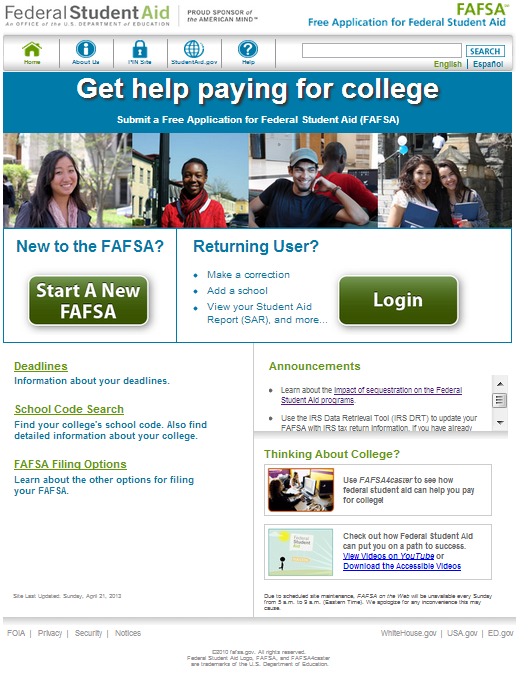 Federal Student Aid
An OFFICE of the U.S. DEPARTMENT of EDUCATION
PROUD SPONSOR of
the AMERICAN MIND™
FAFSA℠
Free Application for Federal Student Aid
Home
About Us
PIN Site
StudentAid.gov
Help
SEARCH
English | Español
Get help paying for college
Submit a Free Application for Federal Student Aid (FAFSA)
New to the FAFSA?
Start A New
FAFSA
Returning User?
Make a correction
Add a school
View your Student Aid
Report (SAR), and more...
Login
Deadlines
Information about your deadlines.
School Code Search
Find your college's school code. Also find
detailed information about your college.
FAFSA Filing Options
Learn about the other options for filing
your FAFSA.
Announcements
Learn about the Impact of sequestration on the Federal
Student Aid programs.
Use the IRS Data Retrieval Tool (IRS DRT) to update your
FAFSA with IRS tax return information. If you have already
Thinking About College?
Use FAFSA4caster to see how
federal student aid can help you pay
for college!
Federal
Student
Aid
Check out how Federal Student Aid
can put you on a path to success.
View Videos on YouTube or
Download the Accessible Videos
Site Last Updated: Sunday, April 21, 2013
Due to scheduled site maintenance, FAFSA on the Web will be unavailable every Sunday
from 5 a.m. to 9 a.m. (Eastern Time). We apologize for any inconvenience this may
cause.
FOIA | Privacy | Security | Notices
WhiteHouse.gov | USA.gov | ED.gov
©2010 fafsa.gov. All rights reserved.
Federal Student Aid Logo, FAFSA, and FAFSA4caster
are trademarks of the U.S. Department of Education.